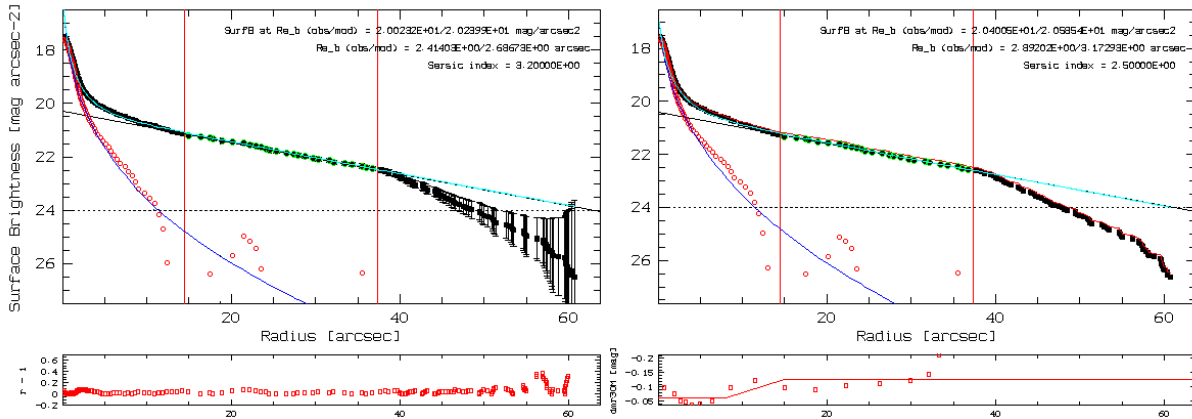 SurfB at Re_b (obs/mod) = 2.00232E+01/2.02399E+01 mag/arcsec2
Re_b (obs/mod) = 2.41403E+00/2.68673E+00 arcsec
Sersic index = 3.20000E+00
18
20
22
24
26
Surface Brightness [mag arcsec-2]
20
40
60
Radius [arcsec]
SurfB at Re_b (obs/mod) = 2.04005E+01/2.05854E+01 mag/arcsec2
Re_b (obs/mod) = 2.89202E+00/3.17293E+00 arcsec
Sersic index = 2.50000E+00
18
20
22
24
26
20
40
60
Radius [arcsec]
0.6
0.4
0.2
0
-0.2
r - i
20
40
60
-0.2
-0.1
-0.05
[mag]
20
40
60